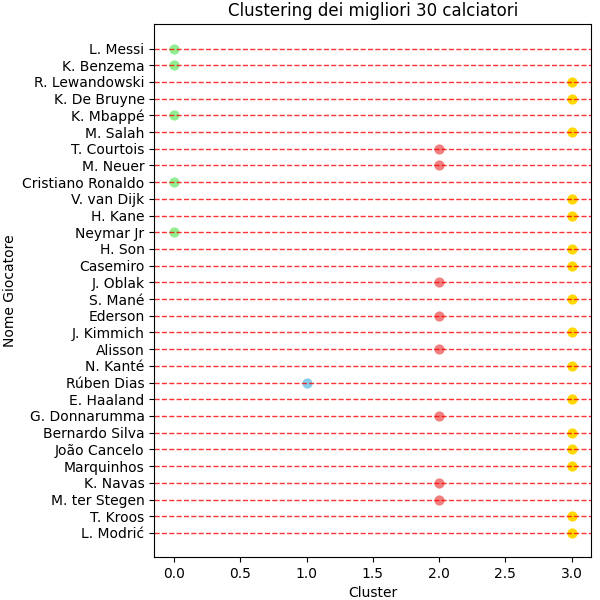 Clustering dei migliori 30 calciatori
L. Messi
K. Benzema
R. Lewandowski
K. De Bruyne
K. Mbappé
M. Salah
T. Courtois
M. Neuer
Cristiano Ronaldo
V. van Dijk
H. Kane
Neymar Jr
H. Son
Casemiro
J. Oblak
S. Mané
Ederson
J. Kimmich
Alisson
N. Kanté
Rúben Dias
E. Haaland
G. Donnarumma
Bernardo Silva
João Cancelo
Marquinhos
K. Navas
M. ter Stegen
T. Kroos
L. Modrić
Nome Giocatore
0.0 0.5 1.0 1.5 2.0 2.5 3.0
Cluster